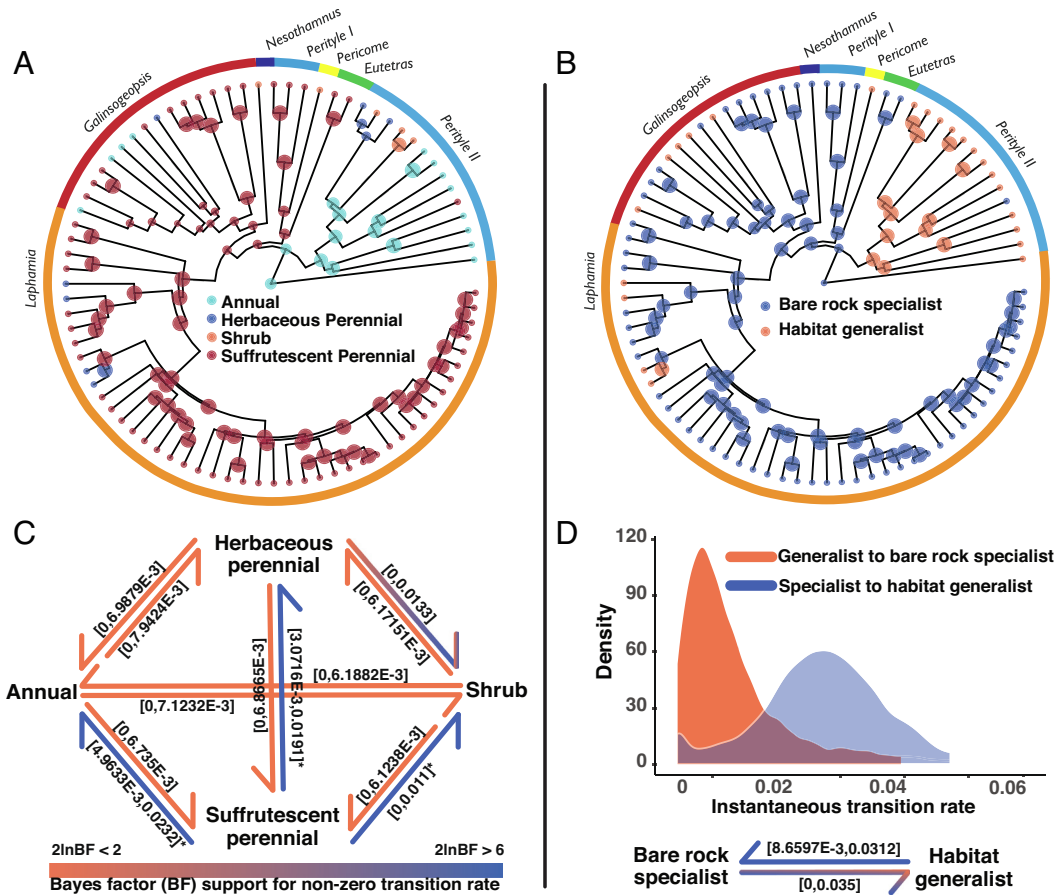 A
Nesothamnus
Perityle I
Pericome
Eutetras
Galinsogeopsis
Perityle II
Laphamia
Annual
Herbaceous Perennial
Shrub
Suffrutescent Perennial
B
Nesothamnus
Perityle I
Pericome
Eutetras
Galinsogeopsis
Perityle II
Laphamia
Bare rock specialist
Habitat generalist
C
Herbaceous
perennial
[0,6.9879E-3]
[0,7.9424E-3]
[0,0.0133]
[0,6.17151E-3]
Annual
[0,6.1882E-3]
[0,7.1232E-3]
Shrub
[0,6.8665E-3]
[3.0716E-3,0.0191]*
[0,6.735E-3]
[4.9633E-3,0.0232]*
[0,6.1238E-3]
[0,0.011]*
Suffrutescent
perennial
2lnBF < 2
2lnBF > 6
Bayes factor (BF) support for non-zero transition rate
D
120
90
60
30
0
Density
Generalist to bare rock specialist
Specialist to habitat generalist
0 0.02 0.04 0.06
Instantaneous transition rate
Bare rock
specialist
[8.6597E-3,0.0312]
[0,0.035]
Habitat
generalist